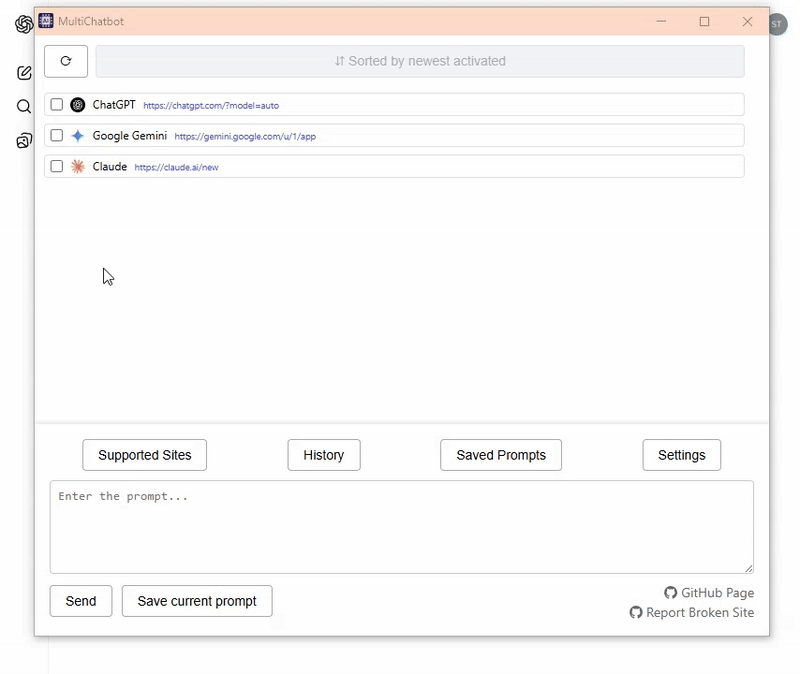 MultiChatbot
ST
Sorted by newest activated
ChatGPT https://chatgpt.com/?model=auto
Google Gemini https://gemini.google.com/u/1/app
Claude https://claude.ai/new
Supported Sites History Saved Prompts Settings
Enter the prompt...
Send Save current prompt
GitHub Page
Report Broken Site